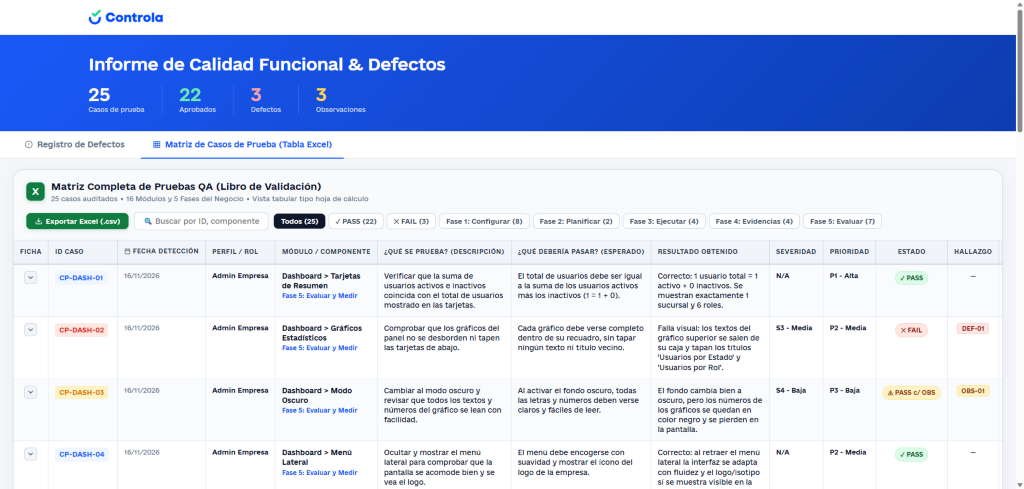 Controla
Informe de Calidad Funcional & Defectos
25 22 3 3
Casos de prueba Aprobados Defectos Observaciones
Registro de Defectos Matriz de Casos de Prueba (Tabla Excel)
X Matriz Completa de Pruebas QA (Libro de Validación)
25 casos auditados • 16 Módulos y 5 Fases del Negocio • Vista tabular tipo hoja de cálculo
Exportar Excel (.csv) Buscar por ID, componente Todos (25) ✓ PASS (22) ✕ FAIL (3) Fase 1: Configurar (8) Fase 2: Planificar (2) Fase 3: Ejecutar (4) Fase 4: Evidencias (4) Fase 5: Evaluar (7)
FICHA ID CASO FECHA DETECCIÓN PERFIL / ROL MÓDULO / COMPONENTE ¿QUÉ SE PRUEBA? (DESCRIPCIÓN) ¿QUÉ DEBERÍA PASAR? (ESPERADO) RESULTADO OBTENIDO SEVERIDAD PRIORIDAD ESTADO HALLAZGO
CP-DASH-01 16/11/2026 Admin Empresa Dashboard > Tarjetas Verificar que la suma de El total de usuarios debe ser igual Correcto: 1 usuario total = 1 N/A P1 - Alta ✓ PASS —
de Resumen usuarios activos e inactivos a la suma de los usuarios activos activo + 0 inactivos. Se
Fase 5: Evaluar y Medir coincida con el total de usuarios más los inactivos (1 = 1 + 0). muestran exactamente 1
mostrado en las tarjetas. sucursal y 6 roles.
CP-DASH-02 16/11/2026 Admin Empresa Dashboard > Gráficos Comprobar que los gráficos del Cada gráfico debe verse completo Falla visual: los textos del S3 - Media P2 - Media ✕ FAIL DEF-01
Estadísticos panel no se desborden ni tapen dentro de su recuadro, sin tapar gráfico superior se salen de
Fase 5: Evaluar y Medir las tarjetas de abajo. ningún texto ni título vecino. su caja y tapan los títulos
'Usuarios por Estado' y
'Usuarios por Rol'.
CP-DASH-03 16/11/2026 Admin Empresa Dashboard > Modo Cambiar al modo oscuro y Al activar el fondo oscuro, todas El fondo cambia bien a S4 - Baja P3 - Baja ⚠ PASS c/ OBS OBS-01
Oscuro revisar que todos los textos y las letras y números deben verse oscuro, pero los números de
Fase 5: Evaluar y Medir números del gráfico se lean con claros y fáciles de leer. los gráficos se quedan en
facilidad. color negro y se pierden en
la pantalla.
CP-DASH-04 16/11/2026 Admin Empresa Dashboard > Menú Ocultar y mostrar el menú El menú debe encogerse con Correcto: al retraer el menú N/A P2 - Media ✓ PASS —
Lateral lateral para comprobar que la suavidad y mostrar el ícono del lateral la interfaz se adapta
Fase 5: Evaluar y Medir pantalla se acomode bien y se logo de la empresa. con fluidez y el logo/isotipo
vea el logo. sí se muestra visible en la